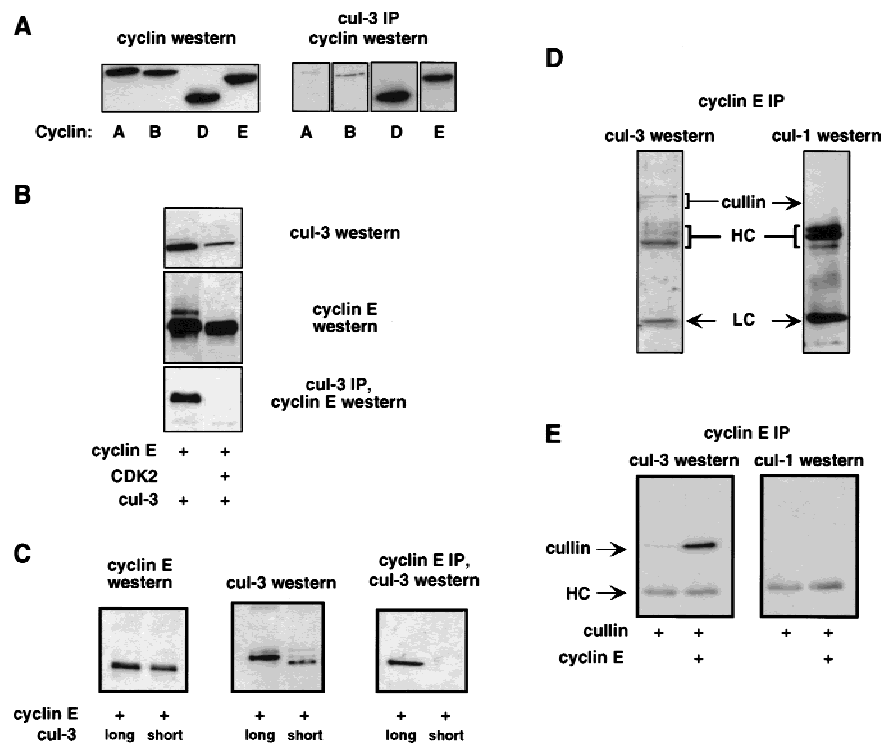 A
cyclin western
cul-3 IP
cyclin western
Cyclin: A B D E
A B D E
B
cul-3 western
cyclin E
western
cul-3 IP,
cyclin E western
cyclin E + +
CDK2 +
cul-3 + +
C
cyclin E
western
cul-3 western
cyclin E IP,
cul-3 western
cyclin E + + + + + +
cul-3 long short long short long short
D
cyclin E IP
cul-3 western cul-1 western
cullin
HC
LC
E
cyclin E IP
cul-3 western cul-1 western
cullin
HC
cullin + + + +
cyclin E + +